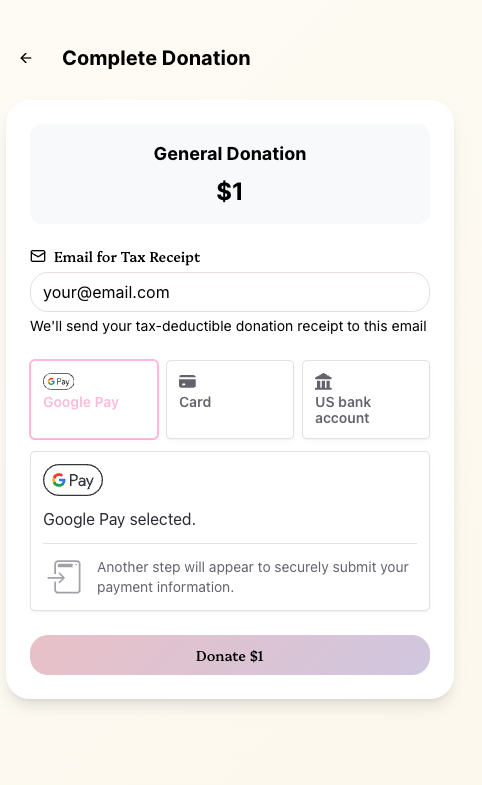 Complete Donation
General Donation
$1
Email for Tax Receipt
your@email.com
We'll send your tax-deductible donation receipt to this email
G Pay
Google Pay
Card
US bank
account
G Pay
Google Pay selected.
Another step will appear to securely submit your
payment information.
Donate $1